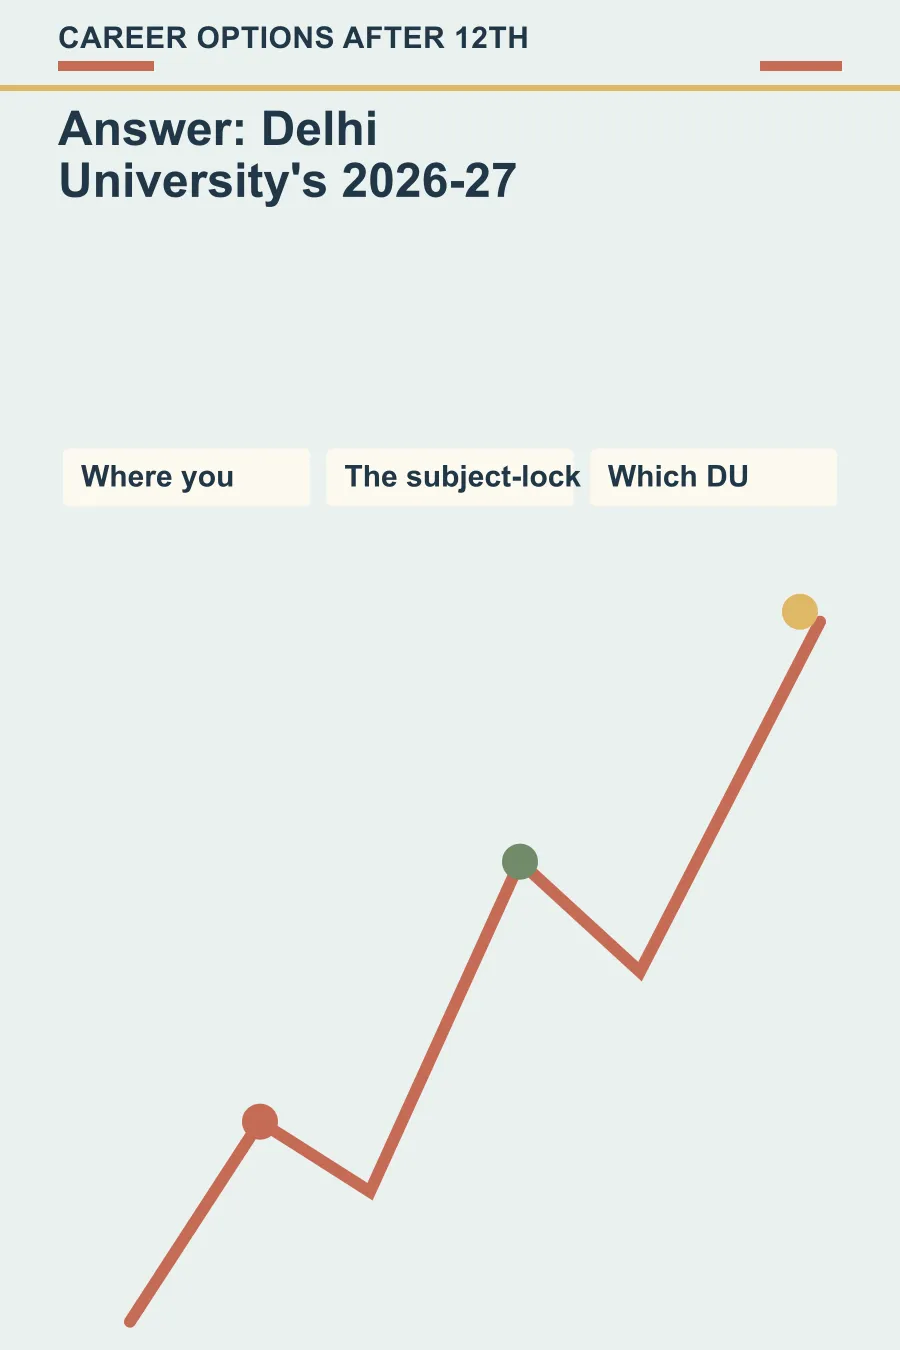 CAREER OPTIONS AFTER 12TH
Answer: Delhi
University's 2026-27
Where you
The subject-lock
Which DU